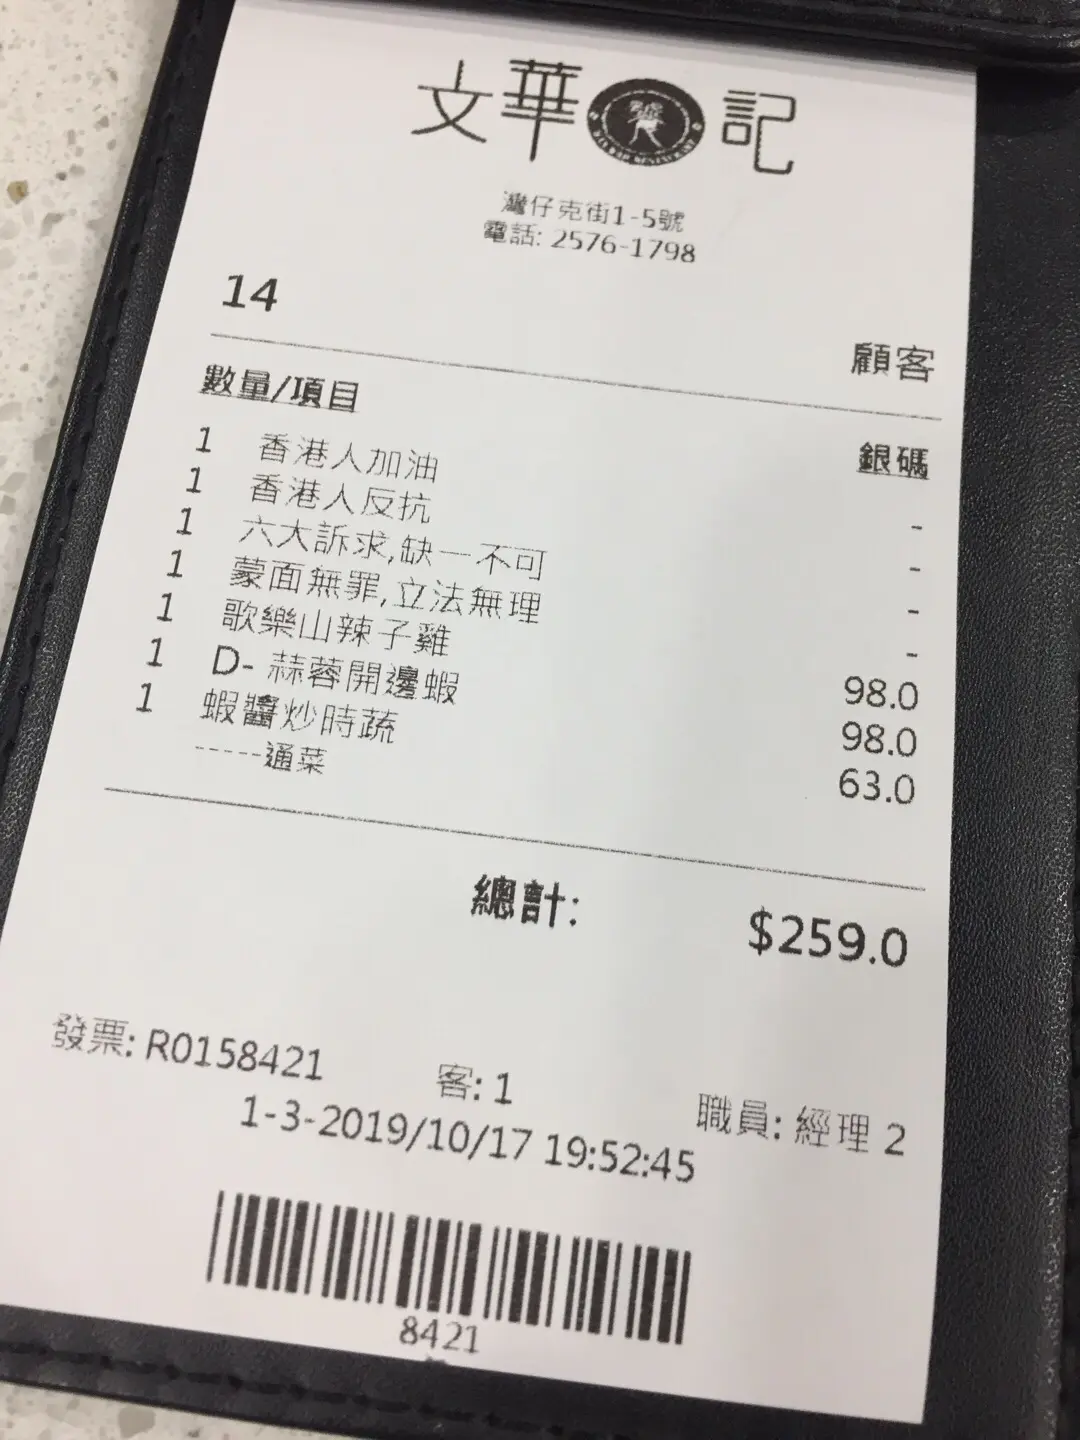 文華 記
灣仔克街1-5號
電話: 2576-1798
14
顧客
數量/項目 銀碼
1 香港人加油 -
1 香港人反抗 -
1 六大訴求,缺一不可 -
1 蒙面無罪,立法無理 -
1 歌樂山辣子雞 98.0
1 D- 蒜蓉開邊蝦 98.0
1 蝦醬炒時蔬 63.0
-----通菜
總計: $259.0
發票: R0158421 客: 1 職員: 經理 2
1-3-2019/10/17 19:52:45
8421